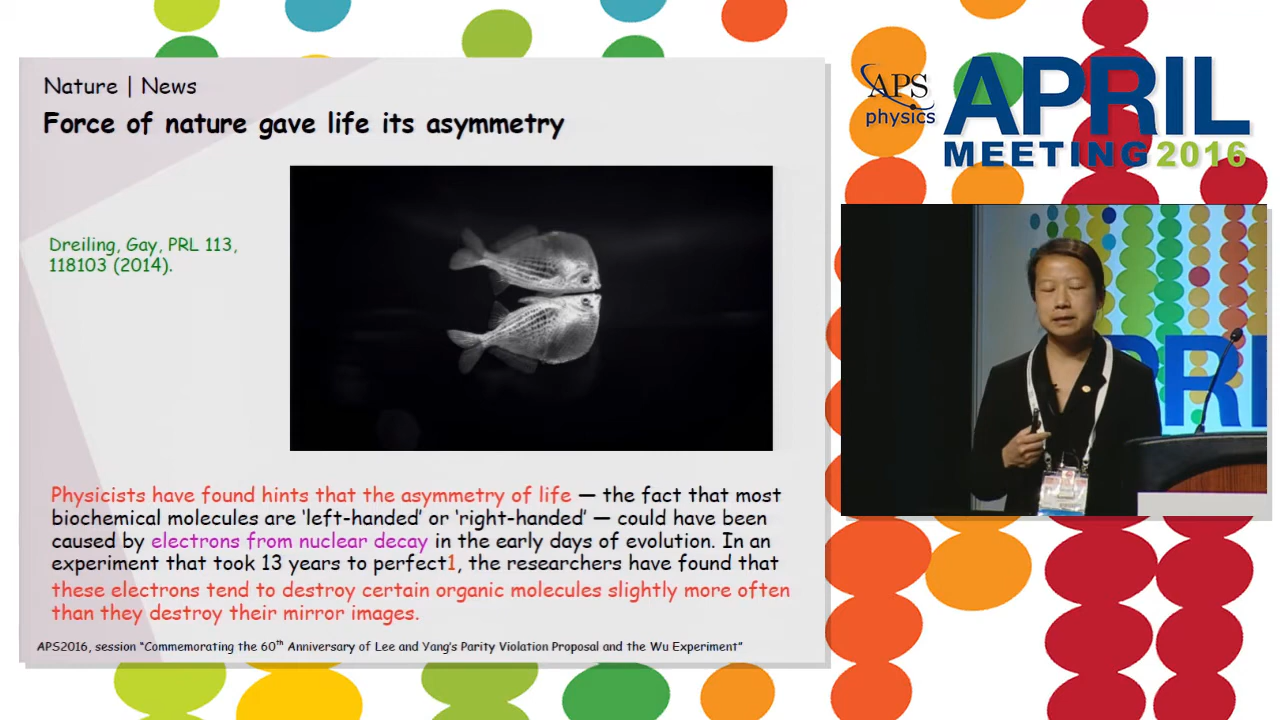 Nature | News
Force of nature gave life its asymmetry
Dreiling, Gay, PRL 113,
118103 (2014).
Physicists have found hints that the asymmetry of life — the fact that most
biochemical molecules are ‘left-handed’ or ‘right-handed’ — could have been
caused by electrons from nuclear decay in the early days of evolution. In an
experiment that took 13 years to perfect1, the researchers have found that
these electrons tend to destroy certain organic molecules slightly more often
than they destroy their mirror images.
APS2016, session “Commemorating the 60th Anniversary of Lee and Yang’s Parity Violation Proposal and the Wu Experiment”
APS
physics
APRIL
MEETING 2016
PRI